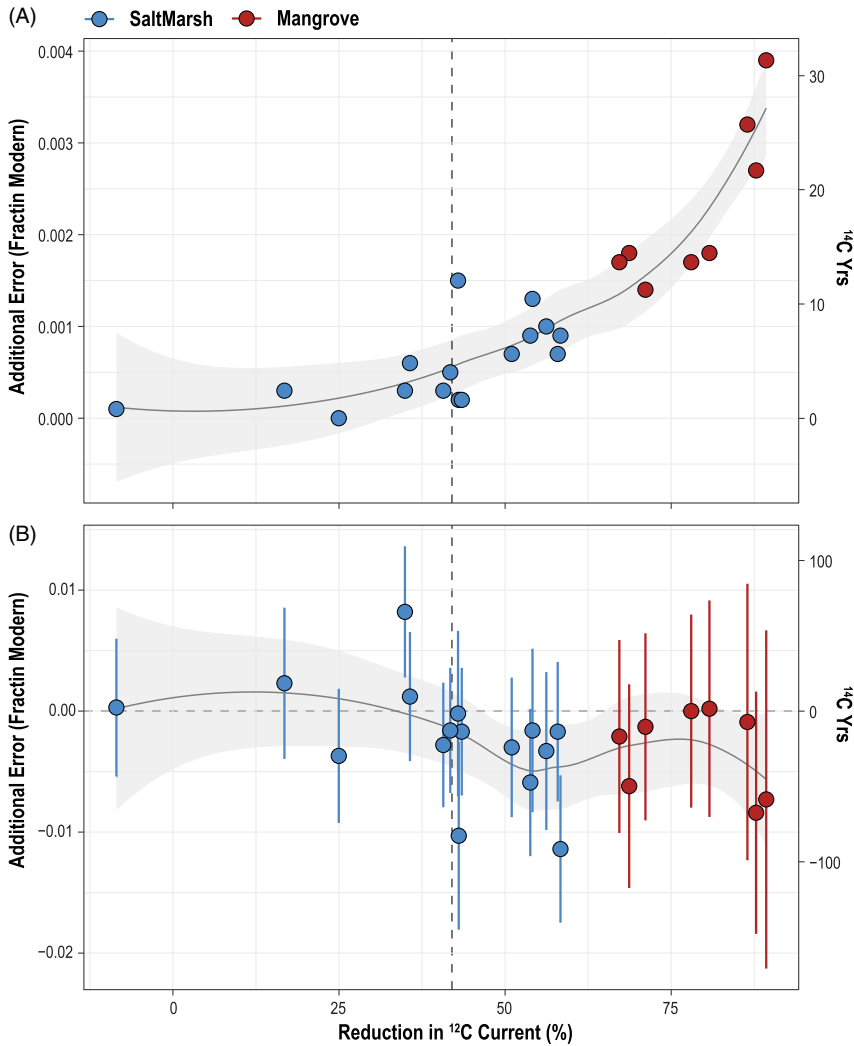 (A)
SaltMarsh
Mangrove
Additional Error (Fractin Modern)
0.004
0.003
0.002
0.001
0.000
30
20
10
0
¹⁴C Yrs
(B)
Additional Error (Fractin Modern)
0.01
0.00
−0.01
−0.02
100
0
−100
¹⁴C Yrs
0
25
50
75
Reduction in ¹²C Current (%)